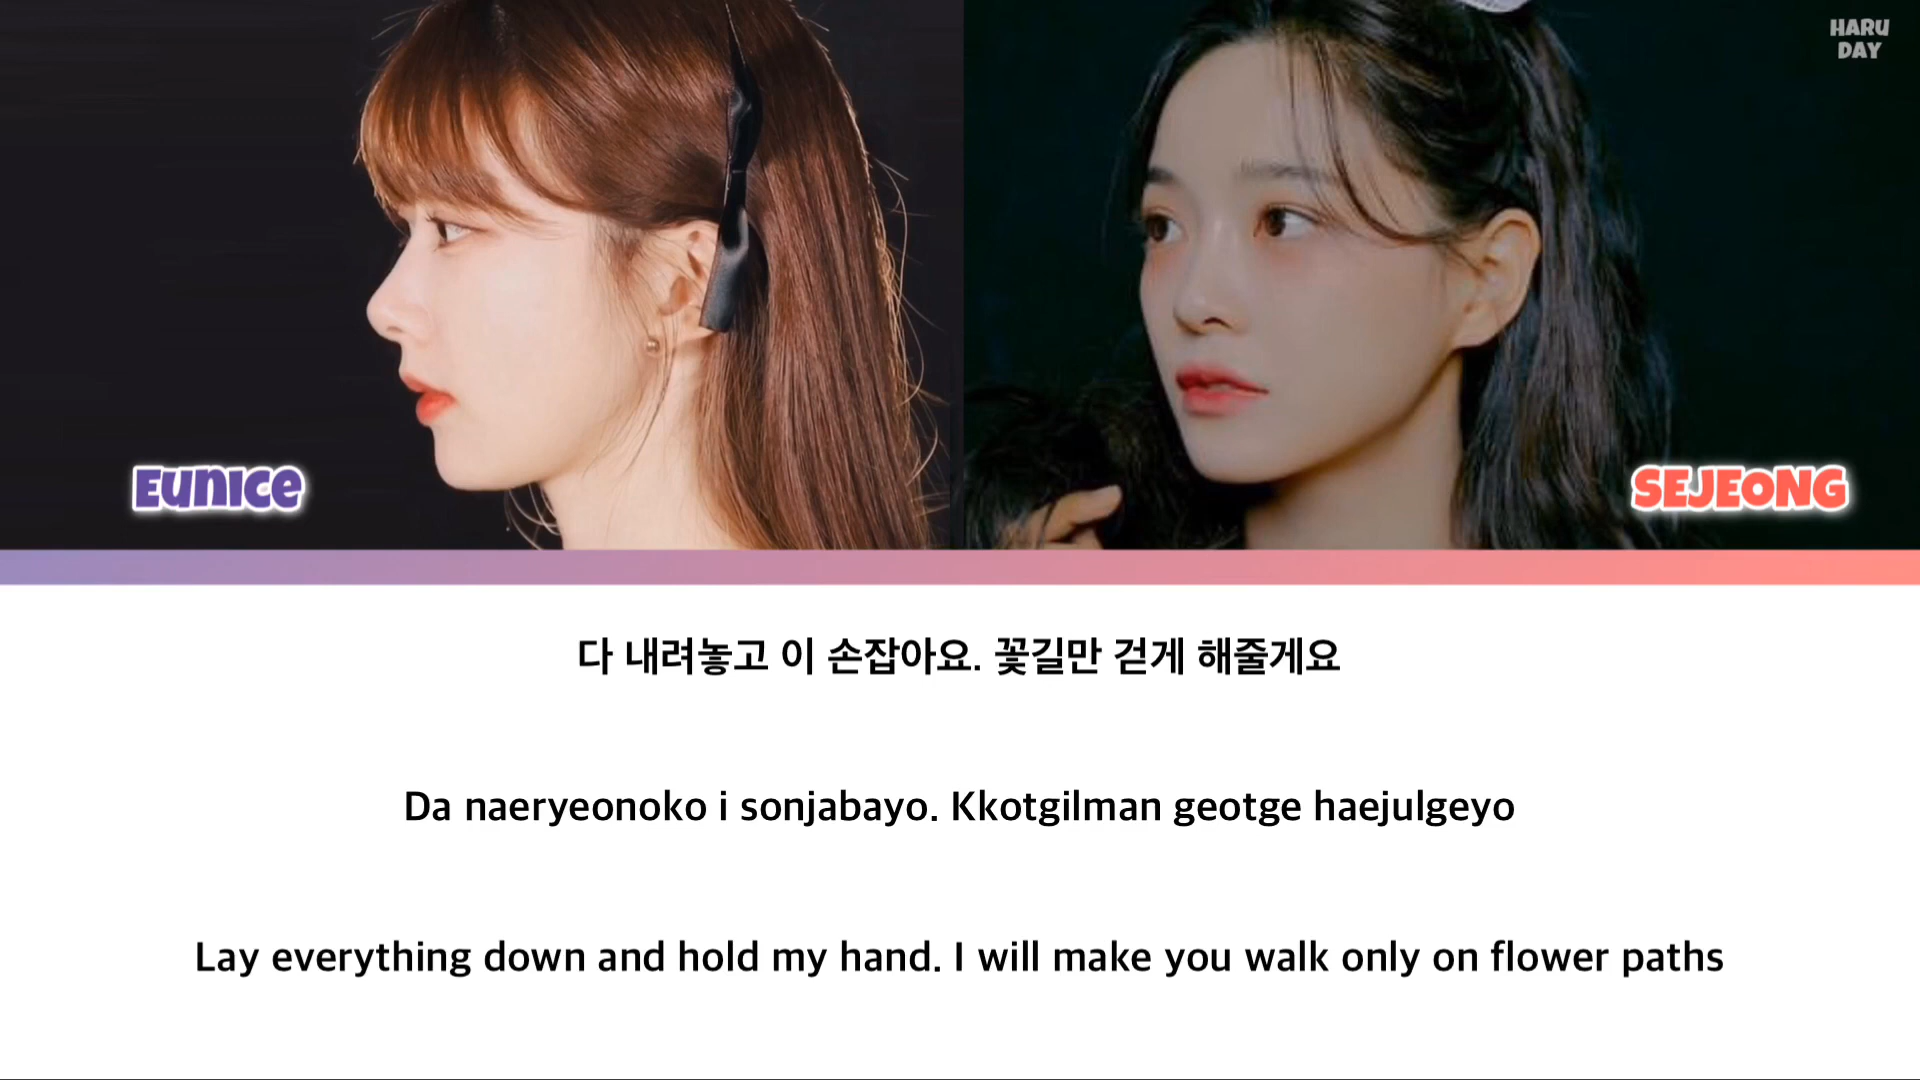 HARU
DAY
Eunice
SEJEONG
다 내려놓고 이 손잡아요. 꽃길만 걷게 해줄게요
Da naeryeonoko i sonjabayo. Kkotgilman geotge haejulgeyo
Lay everything down and hold my hand. I will make you walk only on flower paths